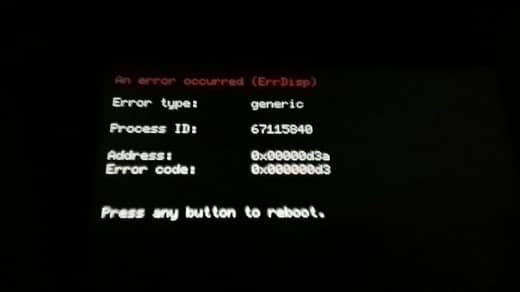 An error occurred (ErrDisp)
Error type: generic
Process ID: 67115840
Address: 0x00000d3a
Error code: 0x000000d3
Press any button to reboot.